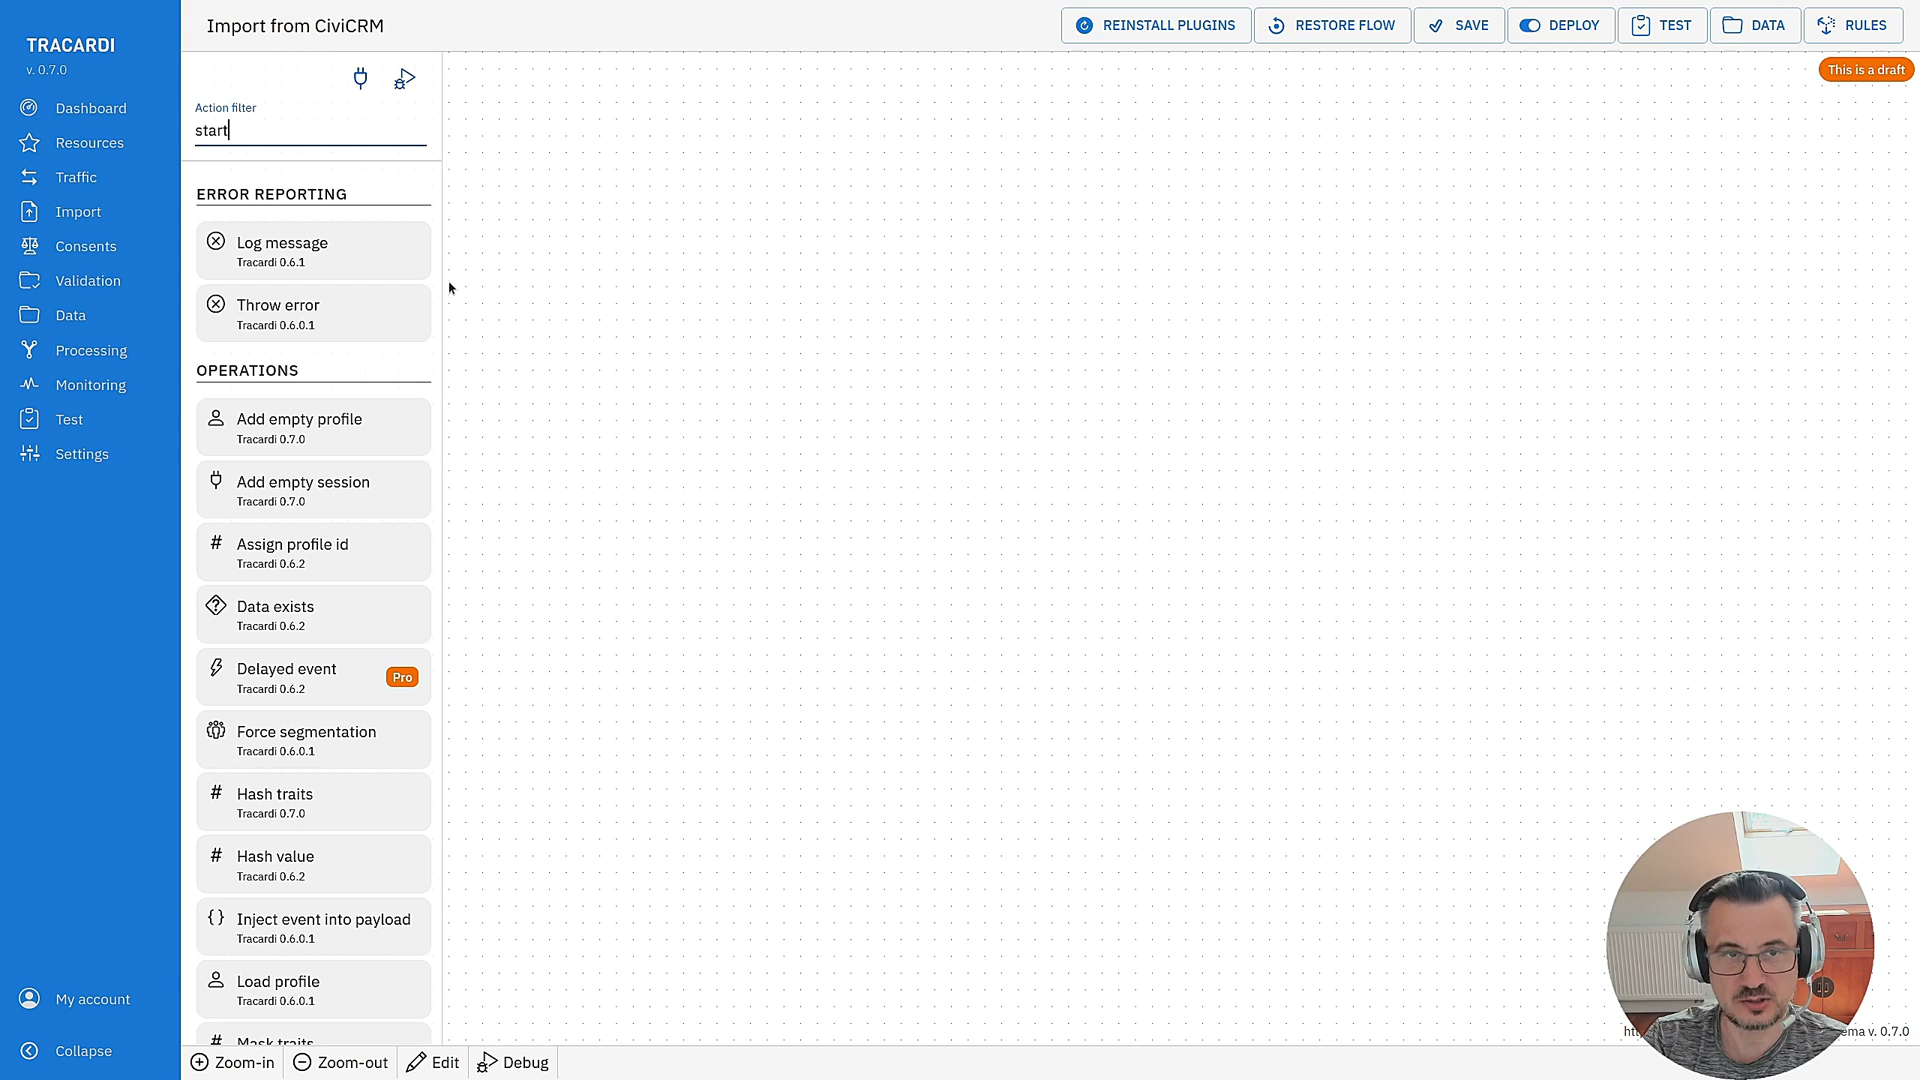 TRACARDI
v. 0.7.0
Dashboard
Resources
Traffic
Import
Consents
Validation
Data
Processing
Monitoring
Test
Settings
My account
Collapse
Import from CiviCRM
REINSTALL PLUGINS
RESTORE FLOW
SAVE
DEPLOY
TEST
DATA
RULES
This is a draft
Action filter
start
ERROR REPORTING
Log message
Tracardi 0.6.1
Throw error
Tracardi 0.6.0.1
OPERATIONS
Add empty profile
Tracardi 0.7.0
Add empty session
Tracardi 0.7.0
# Assign profile id
Tracardi 0.6.2
Data exists
Tracardi 0.6.2
Delayed event
Tracardi 0.6.2
Pro
Force segmentation
Tracardi 0.6.0.1
# Hash traits
Tracardi 0.7.0
# Hash value
Tracardi 0.6.2
{} Inject event into payload
Tracardi 0.6.0.1
Load profile
Tracardi 0.6.0.1
# Mask traits
v. 0.7.0
Zoom-in
Zoom-out
Edit
Debug